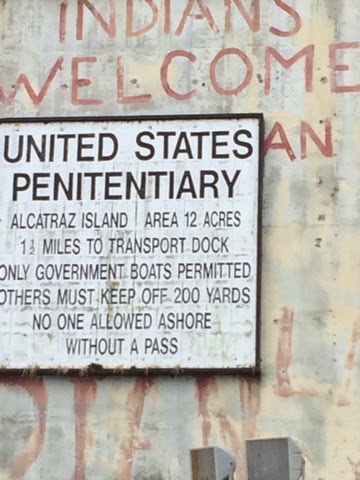 INDIANS
WELCOME
UNITED STATES
PENITENTIARY
ALCATRAZ ISLAND AREA 12 ACRES
1½ MILES TO TRANSPORT DOCK
ONLY GOVERNMENT BOATS PERMITTED
OTHERS MUST KEEP OFF 200 YARDS
NO ONE ALLOWED ASHORE
WITHOUT A PASS